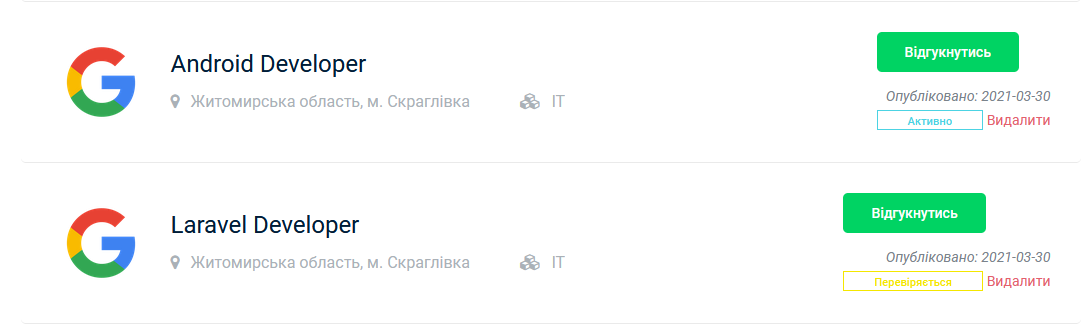 Android Developer
Відгукнутись
Житомирська область, м. Скраглівка IT
Опубліковано: 2021-03-30
Активно Видалити
Laravel Developer
Відгукнутись
Житомирська область, м. Скраглівка IT
Опубліковано: 2021-03-30
Перевіряється Видалити